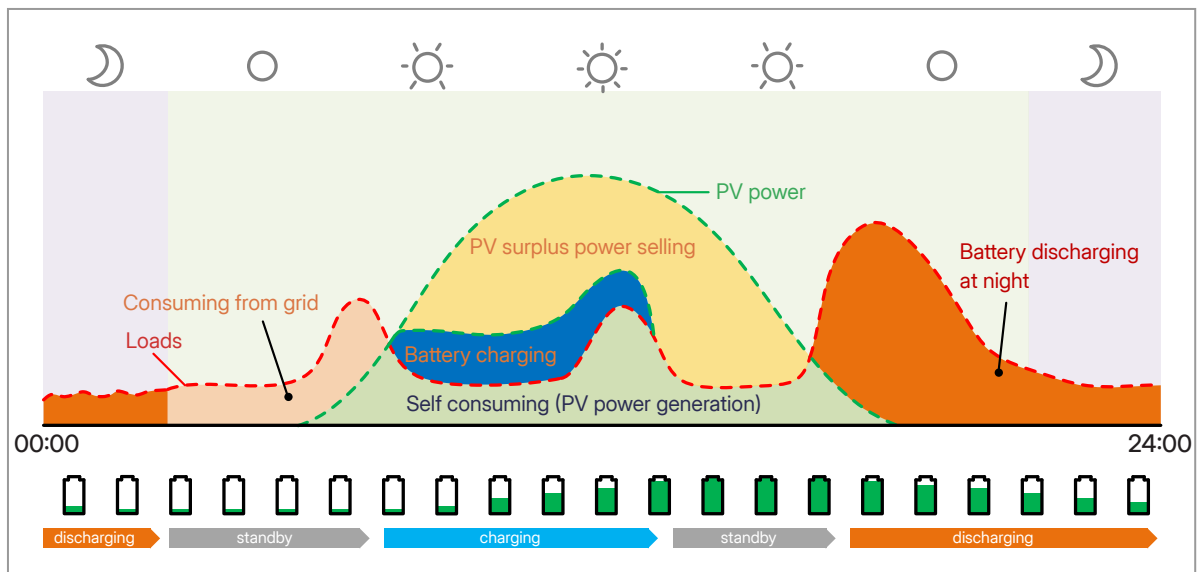 PV power
PV surplus power selling
Battery discharging
at night
Consuming from grid
Loads
Battery charging
Self consuming (PV power generation)
00:00
24:00
discharging
standby
charging
standby
discharging